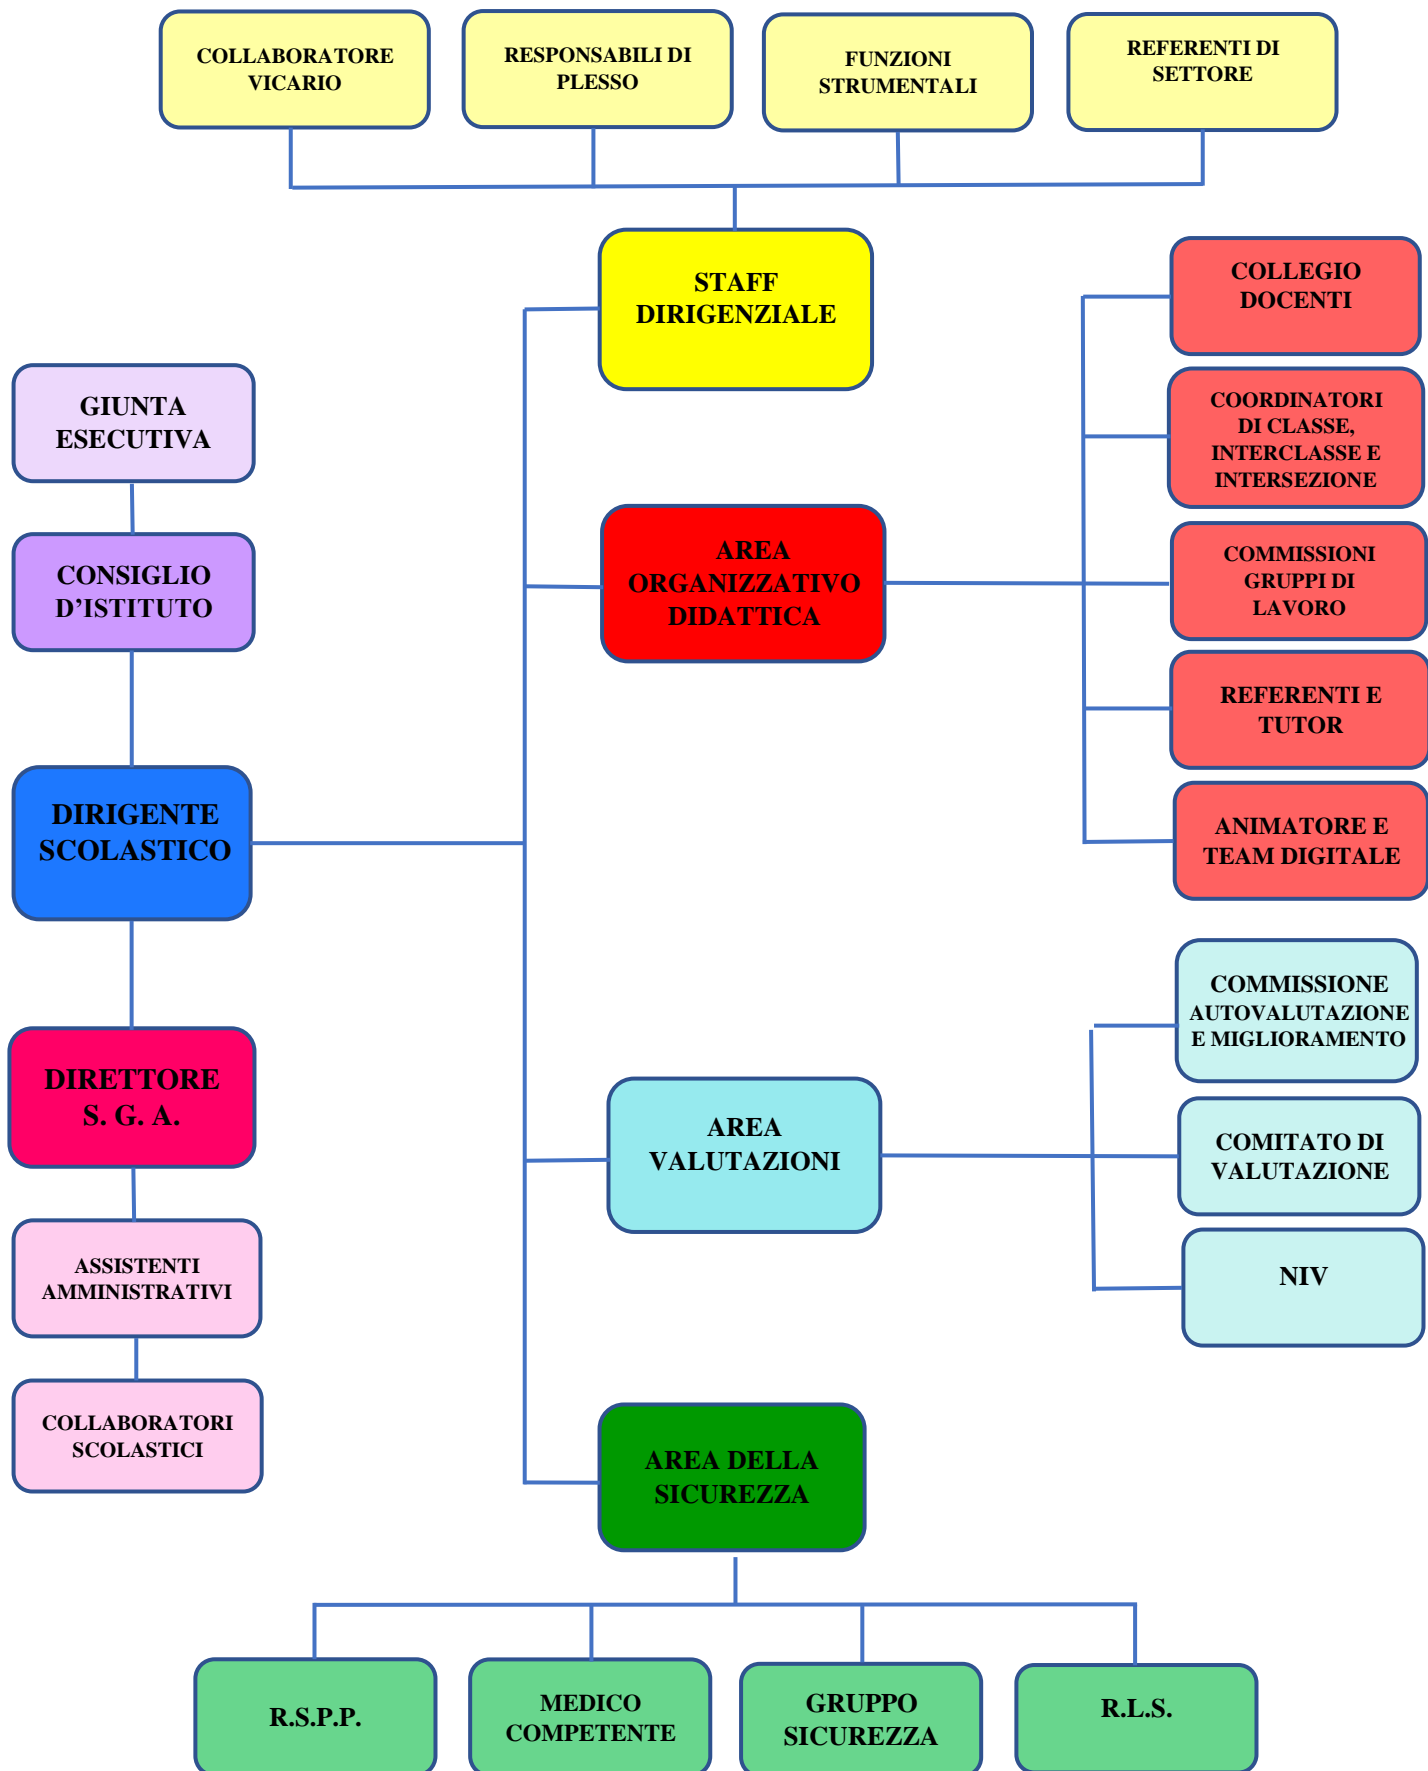 COLLABORATORE
VICARIO
RESPONSABILI DI
PLESSO
FUNZIONI
STRUMENTALI
REFERENTI DI
SETTORE
STAFF
DIRIGENZIALE
COLLEGIO
DOCENTI
GIUNTA
ESECUTIVA
COORDINATORI
DI CLASSE,
INTERCLASSE E
INTERSEZIONE
CONSIGLIO
D’ISTITUTO
AREA
ORGANIZZATIVO
DIDATTICA
COMMISSIONI
GRUPPI DI
LAVORO
REFERENTI E
TUTOR
DIRIGENTE
SCOLASTICO
ANIMATORE E
TEAM DIGITALE
COMMISSIONE
AUTOVALUTAZIONE
E MIGLIORAMENTO
DIRETTORE
S. G. A.
AREA
VALUTAZIONI
COMITATO DI
VALUTAZIONE
ASSISTENTI
AMMINISTRATIVI
NIV
COLLABORATORI
SCOLASTICI
AREA DELLA
SICUREZZA
R.S.P.P.
MEDICO
COMPETENTE
GRUPPO
SICUREZZA
R.L.S.